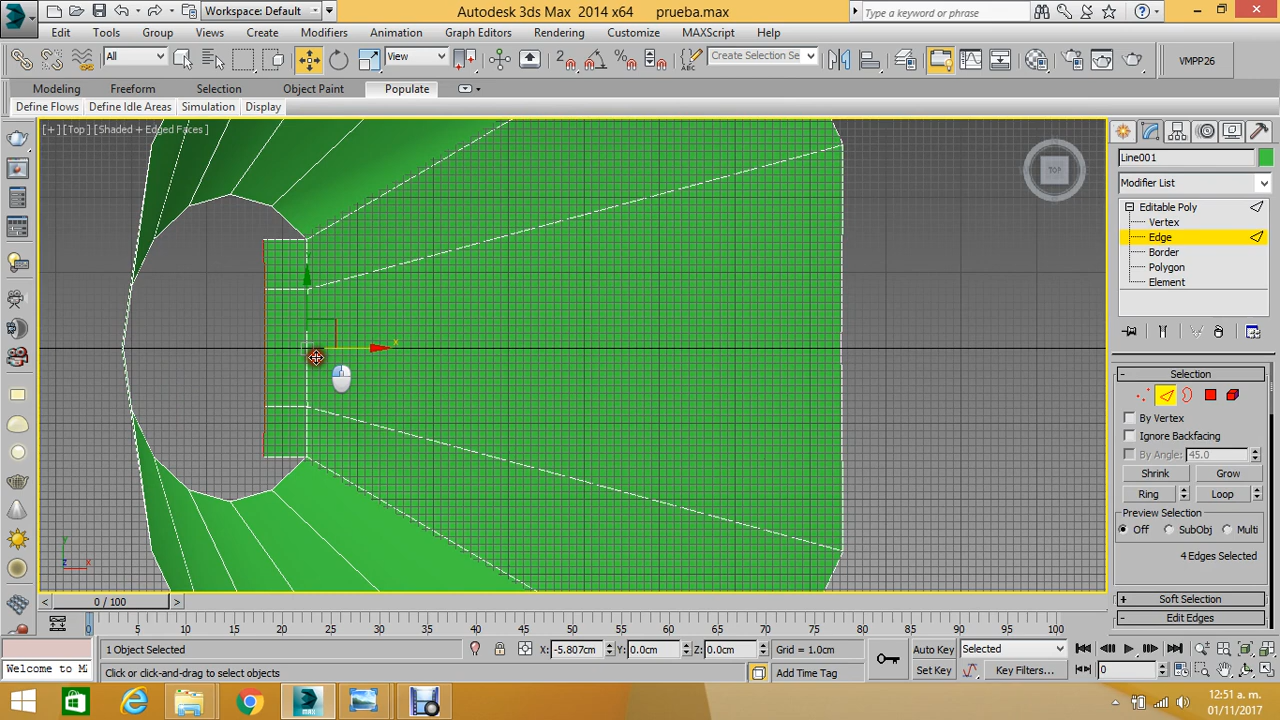 Workspace: Default
Autodesk 3ds Max 2014 x64 prueba.max
Type a keyword or phrase
Edit Tools Group Views Create Modifiers Animation Graph Editors Rendering Customize MAXScript Help
All
View
Create Selection Se
VMPP26
Modeling Freeform Selection Object Paint Populate
Define Flows Define Idle Areas Simulation Display
[+] [Top] [Shaded + Edged Faces]
TOP
x
Line001
Modifier List
Editable Poly
Vertex
Edge
Border
Polygon
Element
- Selection
By Vertex
Ignore Backfacing
By Angle: 45.0
Shrink Grow
Ring Loop
Preview Selection
Off SubObj Multi
4 Edges Selected
+ Soft Selection
- Edit Edges
y
z x
< 0 / 100 >
0 5 10 15 20 25 30 35 40 45 50 55 60 65 70 75 80 85 90 95 100
1 Object Selected
X: -5.807cm Y: 0.0cm Z: 0.0cm Grid = 1.0cm
Auto Key Selected
Welcome to M
Click or click-and-drag to select objects
Add Time Tag
Set Key Key Filters... 0
12:51 a. m.
01/11/2017